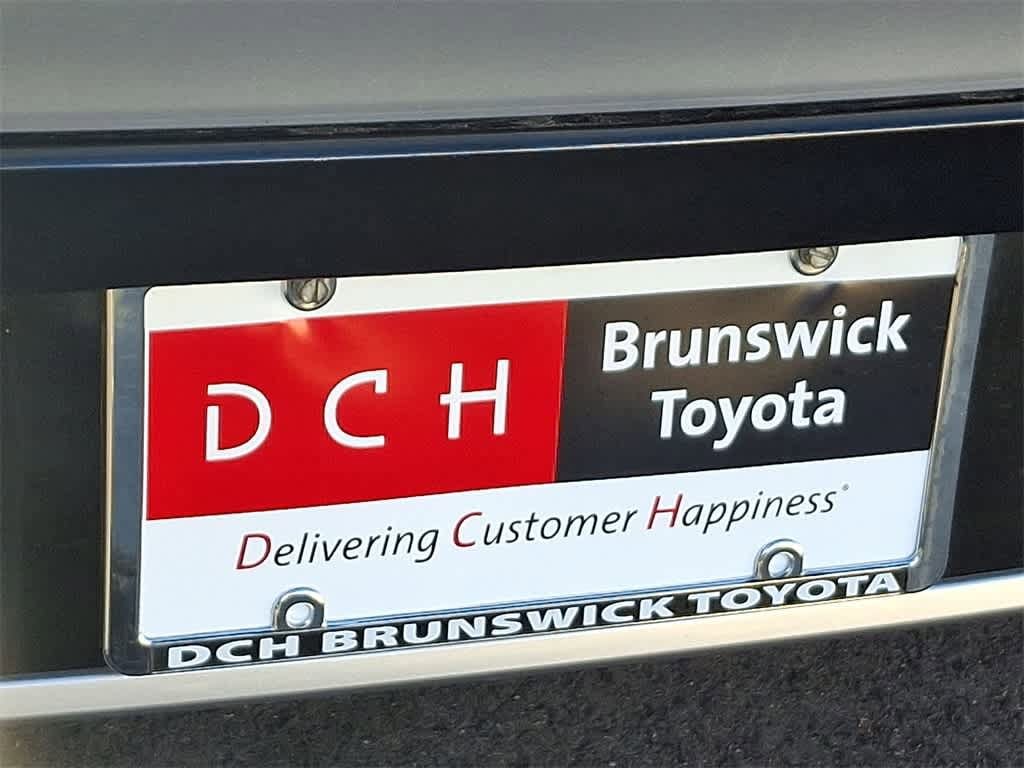 DCH
Brunswick
Toyota
Delivering Customer Happiness®
DCH BRUNSWICK TOYOTA